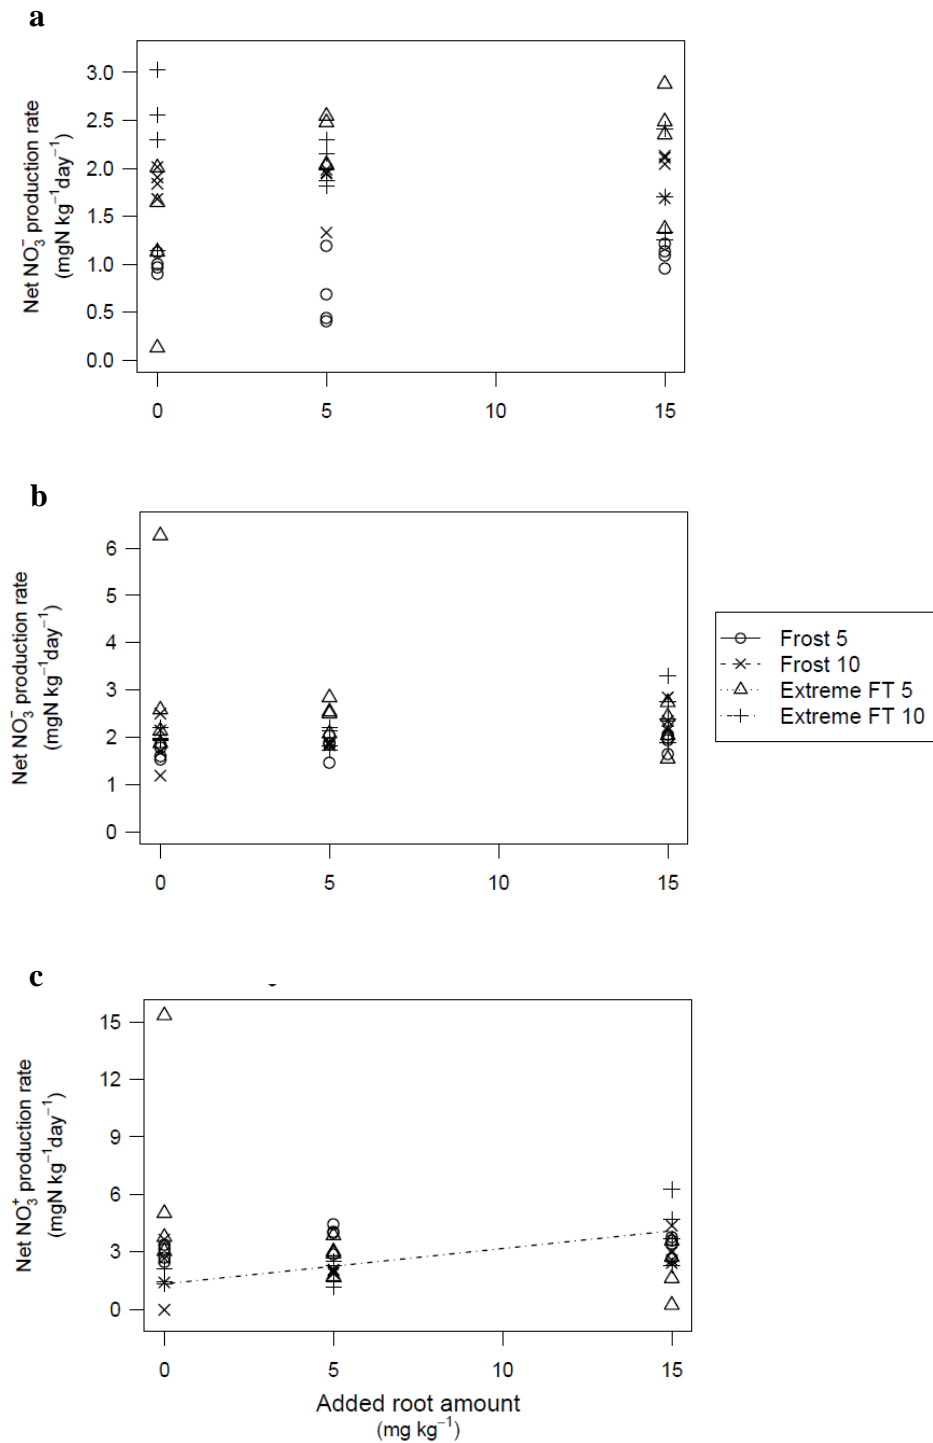 a
Net NO₃⁻ production rate
(mgN kg⁻¹day⁻¹)
3.0
2.5
2.0
1.5
1.0
0.5
0.0
0 5 10 15
b
Net NO₃⁻ production rate
(mgN kg⁻¹day⁻¹)
6
5
4
3
2
1
0
0 5 10 15
Frost 5
Frost 10
Extreme FT 5
Extreme FT 10
c
Net NO₃⁺ production rate
(mgN kg⁻¹day⁻¹)
15
12
9
6
3
0
0 5 10 15
Added root amount
(mg kg⁻¹)